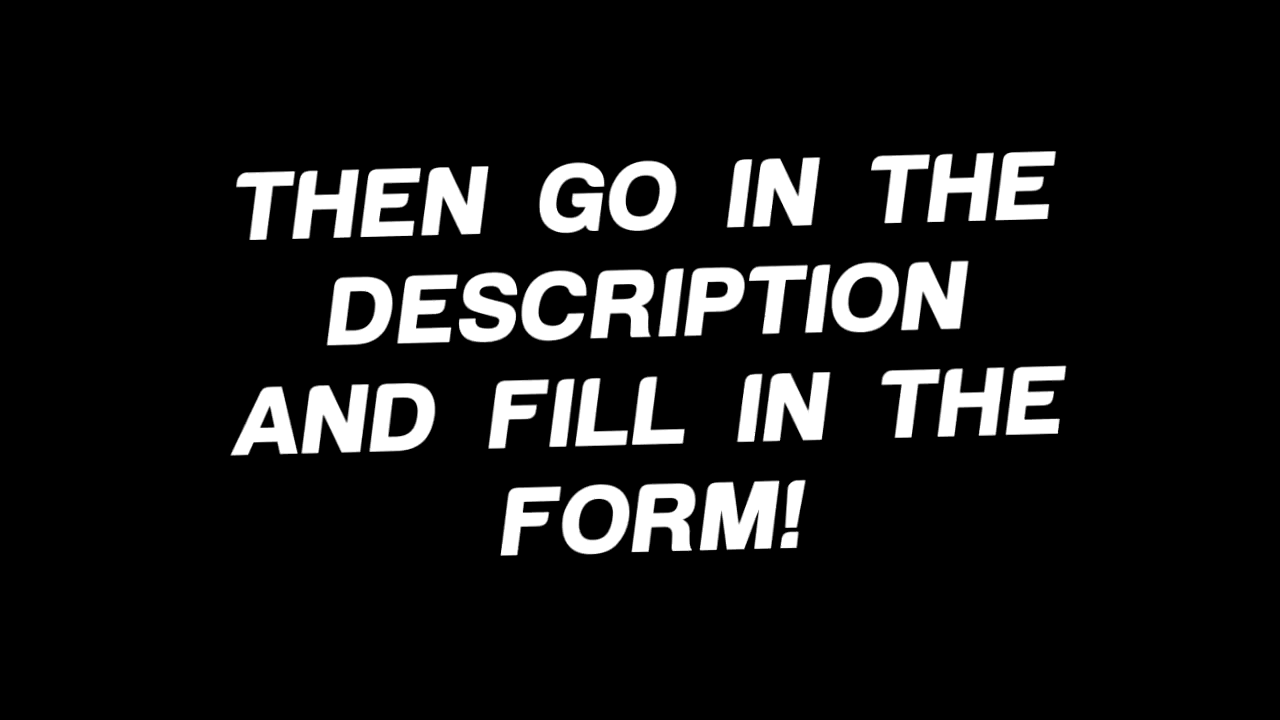 THEN GO IN THE
DESCRIPTION
AND FILL IN THE
FORM!